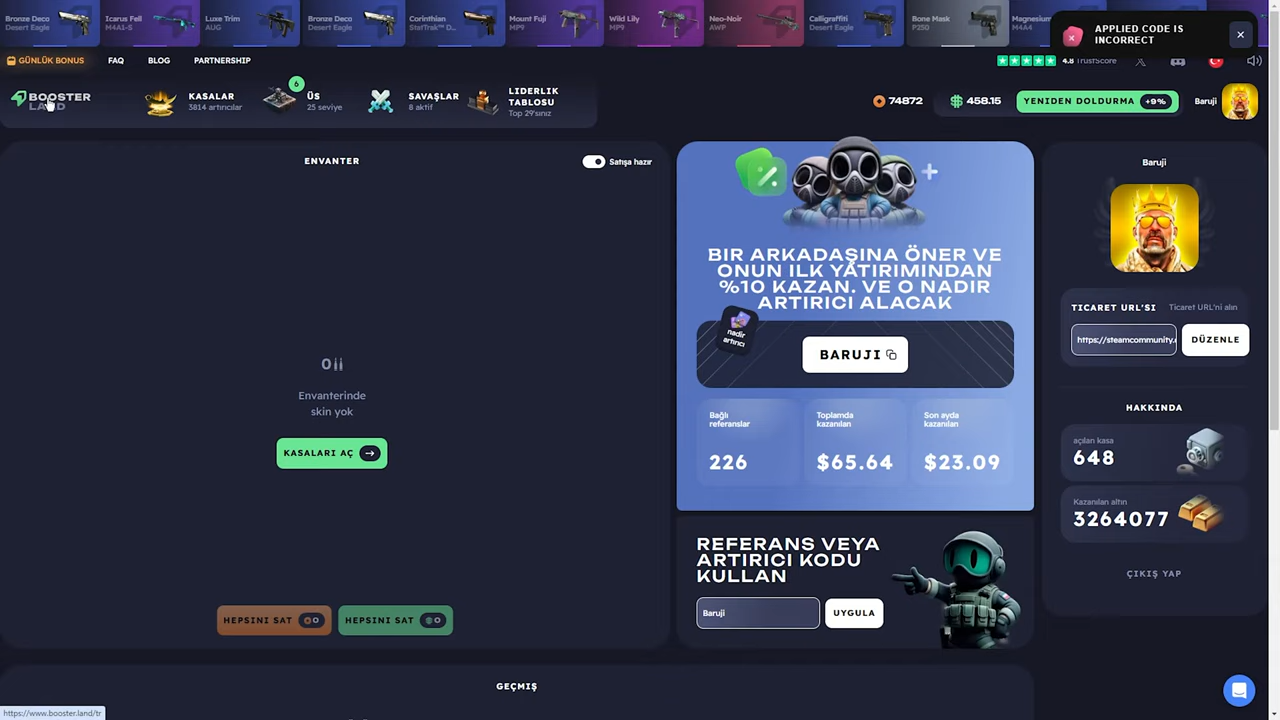 Bronze Deco
Desert Eagle
Icarus Fell
M4A1-S
Luxe Trim
AUG
Bronze Deco
Desert Eagle
Corinthian
StarTrak™ D...
Mount Fuji
MP9
Wild Lily
MP9
Neo-Noir
AWP
Calligraffiti
Desert Eagle
Bone Mask
P250
Magnesium
M4A4
APPLIED CODE IS
INCORRECT
GÜNLÜK BONUS
FAQ
BLOG
PARTNERSHIP
4.8 TrustScore
BOOSTER
LAND
KASALAR
3814 artırıcılar
6
ÜS
25 seviye
SAVAŞLAR
8 aktif
LIDERLIK
TABLOSU
Top 29'sınız
74872
458.15
YENIDEN DOLDURMA +9%
Baruji
ENVANTER
Satışa hazır
0
Envanterinde
skin yok
KASALARI AÇ
HEPSINI SAT 0
HEPSINI SAT 0
BIR ARKADAŞINA ÖNER VE
ONUN ILK YATIRIMINDAN
%10 KAZAN. VE O NADIR
ARTIRICI ALACAK
nadir
artırıcı
BARUJI
Bağlı
referanslar
226
Toplamda
kazanılan
$65.64
Son ayda
kazanılan
$23.09
REFERANS VEYA
ARTIRICI KODU
KULLAN
Baruji
UYGULA
Baruji
TICARET URL'SI
Ticaret URL'ni alın
https://steamcommunity.
DÜZENLE
HAKKINDA
açılan kasa
648
Kazanılan altın
3264077
ÇIKIŞ YAP
GEÇMIŞ
https://www.booster.land/tr